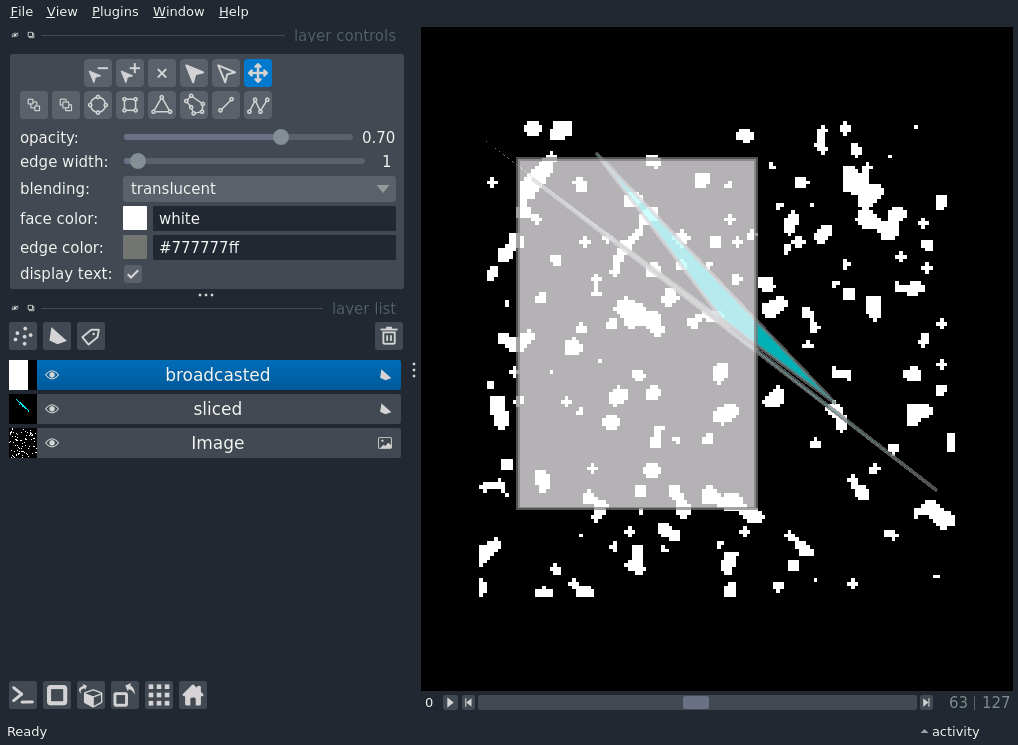 File View Plugins Window Help
layer controls
opacity: 0.70
edge width: 1
blending: translucent
face color: white
edge color: #777777ff
display text:
layer list
broadcasted
sliced
Image
0 63 | 127
Ready activity